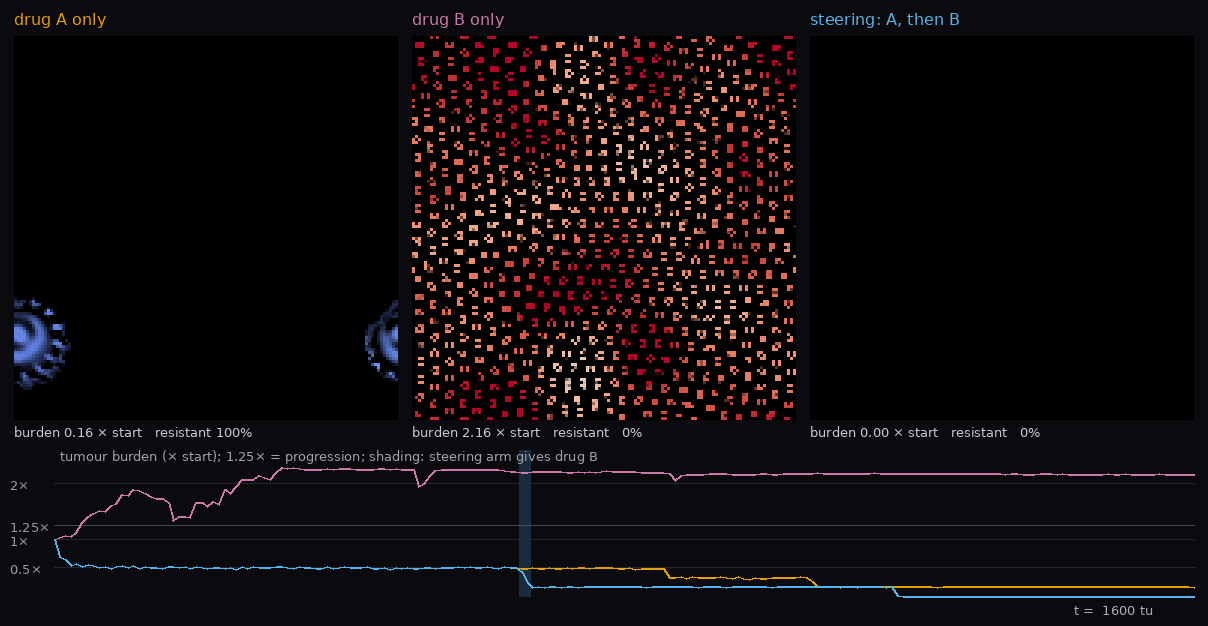 drug A only
drug B only
steering: A, then B
burden 0.16 × start   resistant 100%
burden 2.16 × start   resistant   0%
burden 0.00 × start   resistant   0%
tumour burden (× start); 1.25× = progression; shading: steering arm gives drug B
2×
1.25×
1×
0.5×
t =  1600 tu